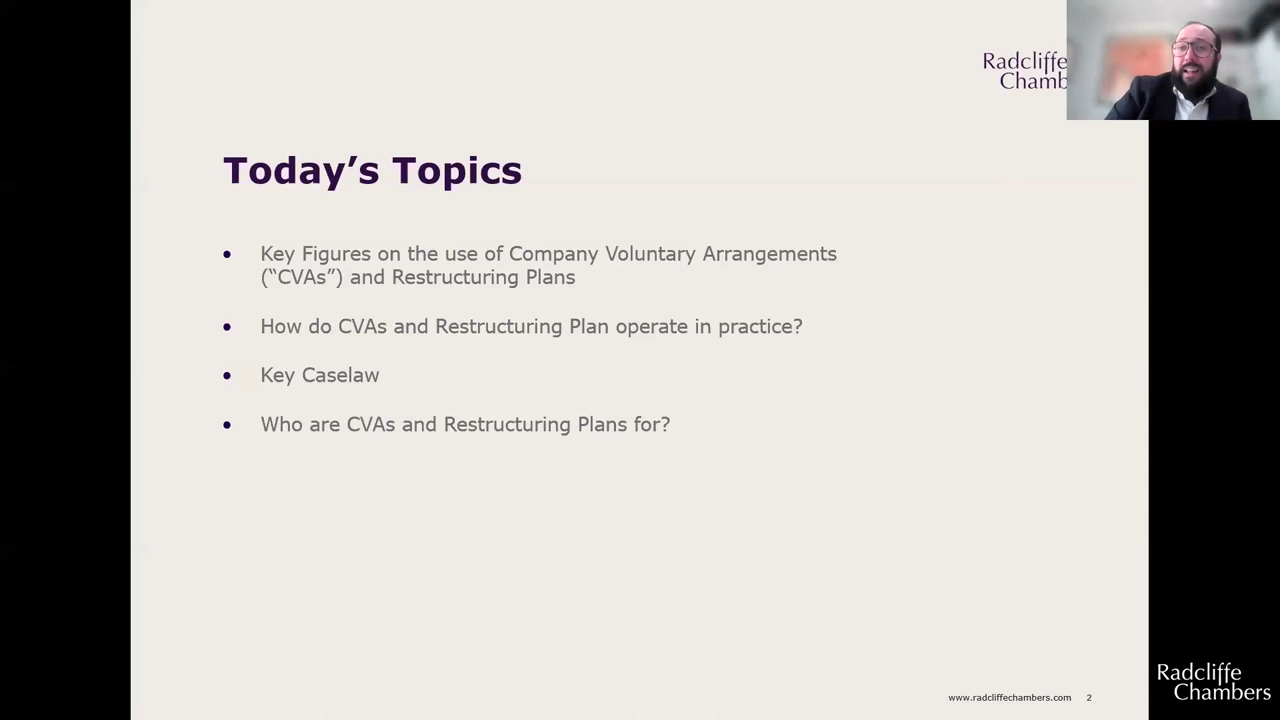 Radcliffe
Chamb
Today’s Topics
• Key Figures on the use of Company Voluntary Arrangements
(“CVAs”) and Restructuring Plans
• How do CVAs and Restructuring Plan operate in practice?
• Key Caselaw
• Who are CVAs and Restructuring Plans for?
www.radcliffechambers.com 2
Radcliffe
Chambers